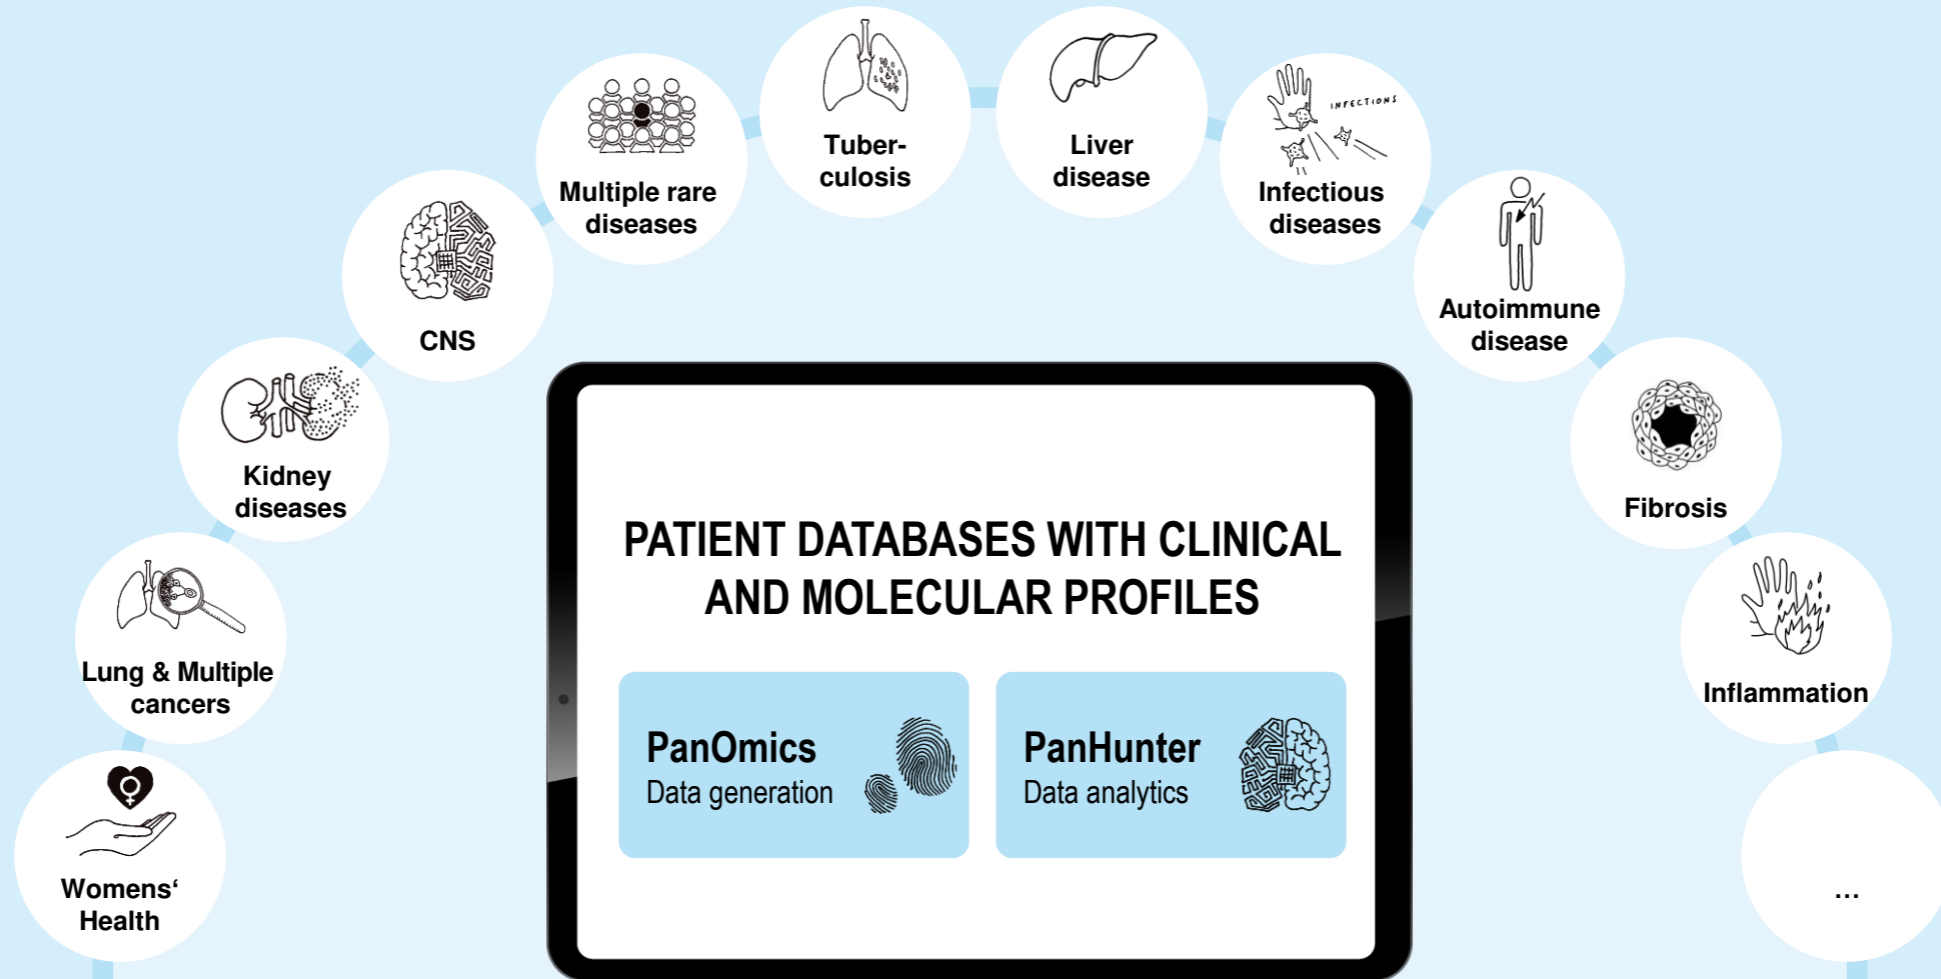 Tuber-
culosis
Liver
disease
Multiple rare
diseases
INFECTIONS
Infectious
diseases
CNS
Autoimmune
disease
Kidney
diseases
Fibrosis
Lung & Multiple
cancers
Inflammation
Womens‘
Health
...
PATIENT DATABASES WITH CLINICAL
AND MOLECULAR PROFILES
PanOmics
Data generation
PanHunter
Data analytics